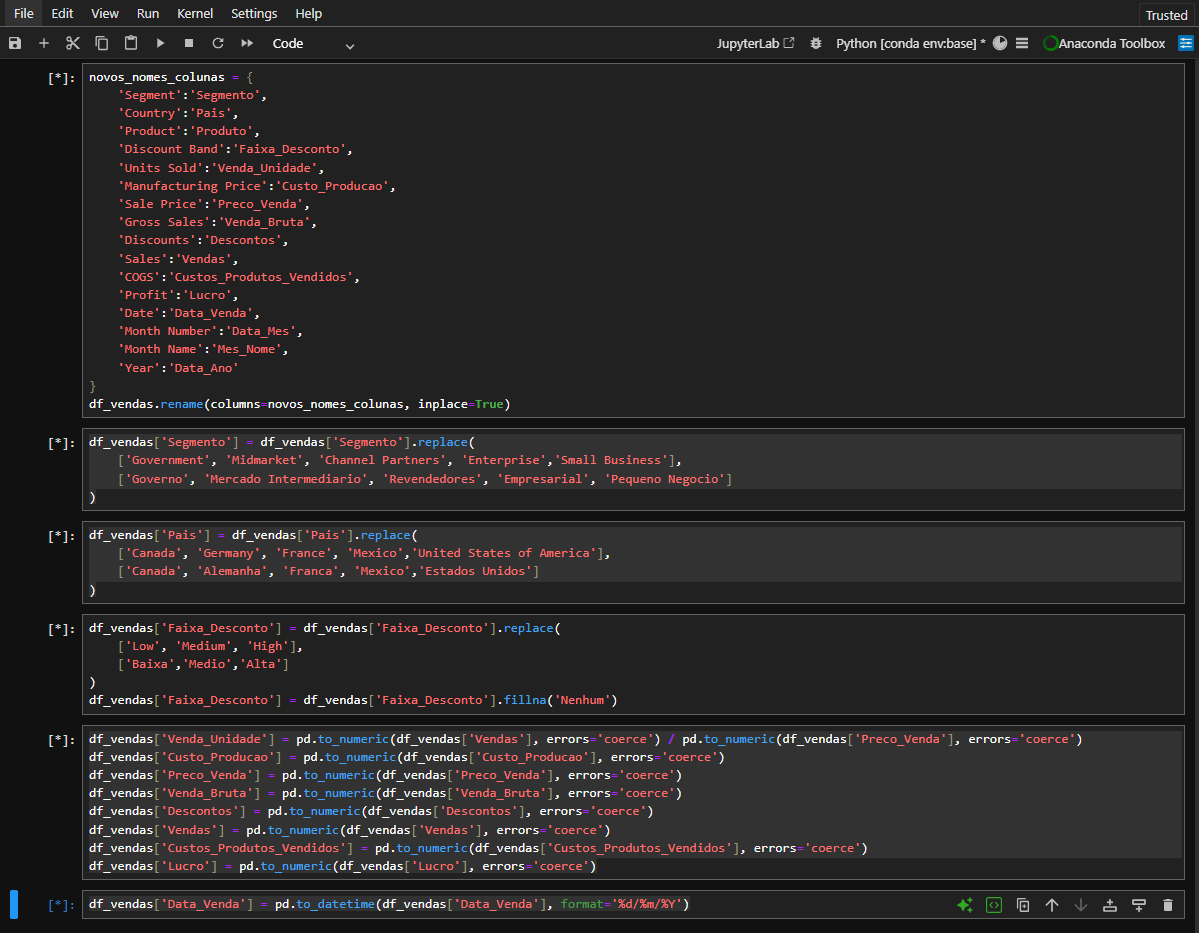 File Edit View Run Kernel Settings Help Trusted
Code JupyterLab Python [conda env:base] * Anaconda Toolbox
[*]: novos_nomes_colunas = {
'Segment':'Segmento',
'Country':'Pais',
'Product':'Produto',
'Discount Band':'Faixa_Desconto',
'Units Sold':'Venda_Unidade',
'Manufacturing Price':'Custo_Producao',
'Sale Price':'Preco_Venda',
'Gross Sales':'Venda_Bruta',
'Discounts':'Descontos',
'Sales':'Vendas',
'COGS':'Custos_Produtos_Vendidos',
'Profit':'Lucro',
'Date':'Data_Venda',
'Month Number':'Data_Mes',
'Month Name':'Mes_Nome',
'Year':'Data_Ano'
}
df_vendas.rename(columns=novos_nomes_colunas, inplace=True)
[*]: df_vendas['Segmento'] = df_vendas['Segmento'].replace(
['Government', 'Midmarket', 'Channel Partners', 'Enterprise','Small Business'],
['Governo', 'Mercado Intermediario', 'Revendedores', 'Empresarial', 'Pequeno Negocio']
)
[*]: df_vendas['Pais'] = df_vendas['Pais'].replace(
['Canada', 'Germany', 'France', 'Mexico','United States of America'],
['Canada', 'Alemanha', 'Franca', 'Mexico','Estados Unidos']
)
[*]: df_vendas['Faixa_Desconto'] = df_vendas['Faixa_Desconto'].replace(
['Low', 'Medium', 'High'],
['Baixa','Medio','Alta']
)
df_vendas['Faixa_Desconto'] = df_vendas['Faixa_Desconto'].fillna('Nenhum')
[*]: df_vendas['Venda_Unidade'] = pd.to_numeric(df_vendas['Vendas'], errors='coerce') / pd.to_numeric(df_vendas['Preco_Venda'], errors='coerce')
df_vendas['Custo_Producao'] = pd.to_numeric(df_vendas['Custo_Producao'], errors='coerce')
df_vendas['Preco_Venda'] = pd.to_numeric(df_vendas['Preco_Venda'], errors='coerce')
df_vendas['Venda_Bruta'] = pd.to_numeric(df_vendas['Venda_Bruta'], errors='coerce')
df_vendas['Descontos'] = pd.to_numeric(df_vendas['Descontos'], errors='coerce')
df_vendas['Vendas'] = pd.to_numeric(df_vendas['Vendas'], errors='coerce')
df_vendas['Custos_Produtos_Vendidos'] = pd.to_numeric(df_vendas['Custos_Produtos_Vendidos'], errors='coerce')
df_vendas['Lucro'] = pd.to_numeric(df_vendas['Lucro'], errors='coerce')
[*]: df_vendas['Data_Venda'] = pd.to_datetime(df_vendas['Data_Venda'], format='%d/%m/%Y')